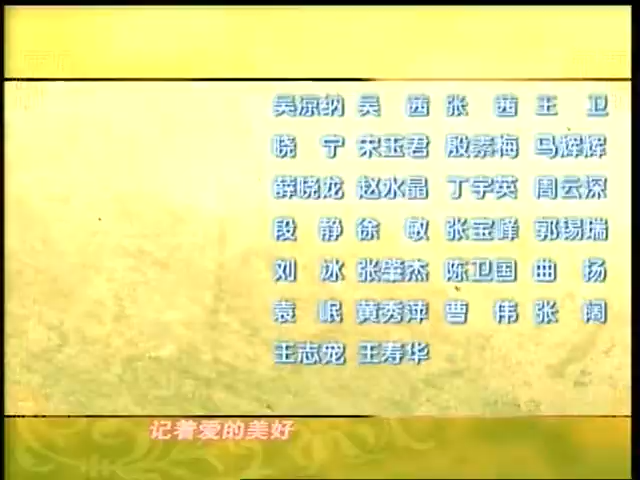 吴凉纳 吴 茜 张 茜 王 卫
晓 宁 宋玉君 殷素梅 马辉辉
薛晓龙 赵水晶 丁宇英 周云深
段 静 徐 敏 张宝峰 郭锡瑞
刘 冰 张肇杰 陈卫国 曲 扬
袁 岷 黄秀萍 曹 伟 张 阔
王志宠 王寿华
记着爱的美好